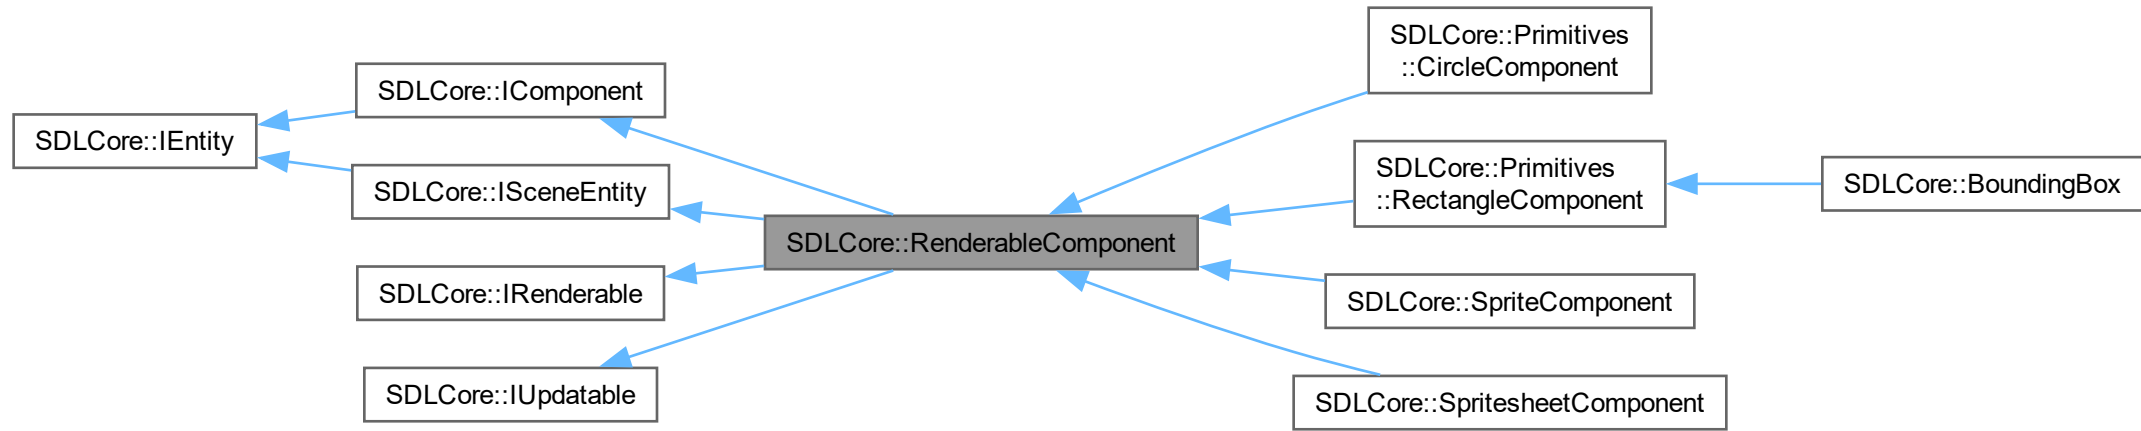 SDLCore::IEntity
SDLCore::IComponent
SDLCore::ISceneEntity
SDLCore::IRenderable
SDLCore::IUpdatable
SDLCore::RenderableComponent
SDLCore::Primitives
::CircleComponent
SDLCore::Primitives
::RectangleComponent
SDLCore::SpriteComponent
SDLCore::SpritesheetComponent
SDLCore::BoundingBox